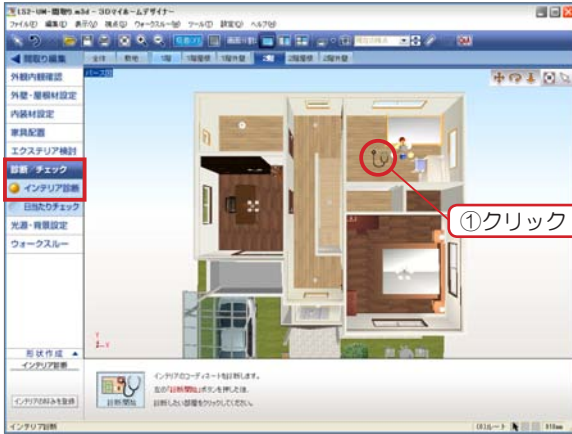 LS2-UW-間取り.m3d - 3Dマイホームデザイナー
ファイル(F) 編集(E) 表示(V) 視点(P) ウォークスルー(W) ツール(T) 設定(O) ヘルプ(H)
間取り編集
全体 敷地 1階 1階屋根 1階外壁 2階 2階屋根 2階外壁
パース図
外観内観確認
外壁・屋根材設定
内装材設定
家具配置
エクステリア検討
診断／チェック
インテリア診断
日当たりチェック
光源・背景設定
ウォークスルー
①クリック
形状作成
インテリア診断
インテリアの好みを登録
診断開始
インテリアのコーディネートを診断します。
左の「診断開始」ボタンを押した後、
診断したい部屋をクリックしてください。
インテリア診断
910mm